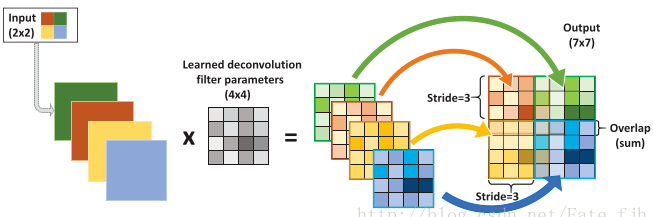 Input
(2x2)
Learned deconvolution
filter parameters
(4x4)
x
=
Output
(7x7)
Stride=3
Overlap
(sum)
Stride=3
http://blog.csdn.net/Fate_fjh